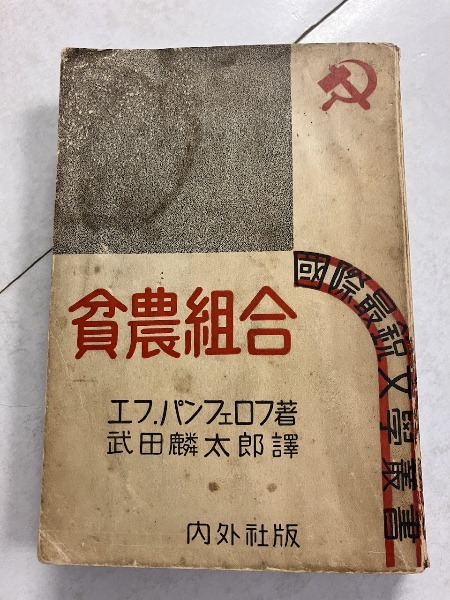 貧農組合
エフ.パンフェロフ著
武田麟太郎譯
内外社版
國際最鋭文學叢書